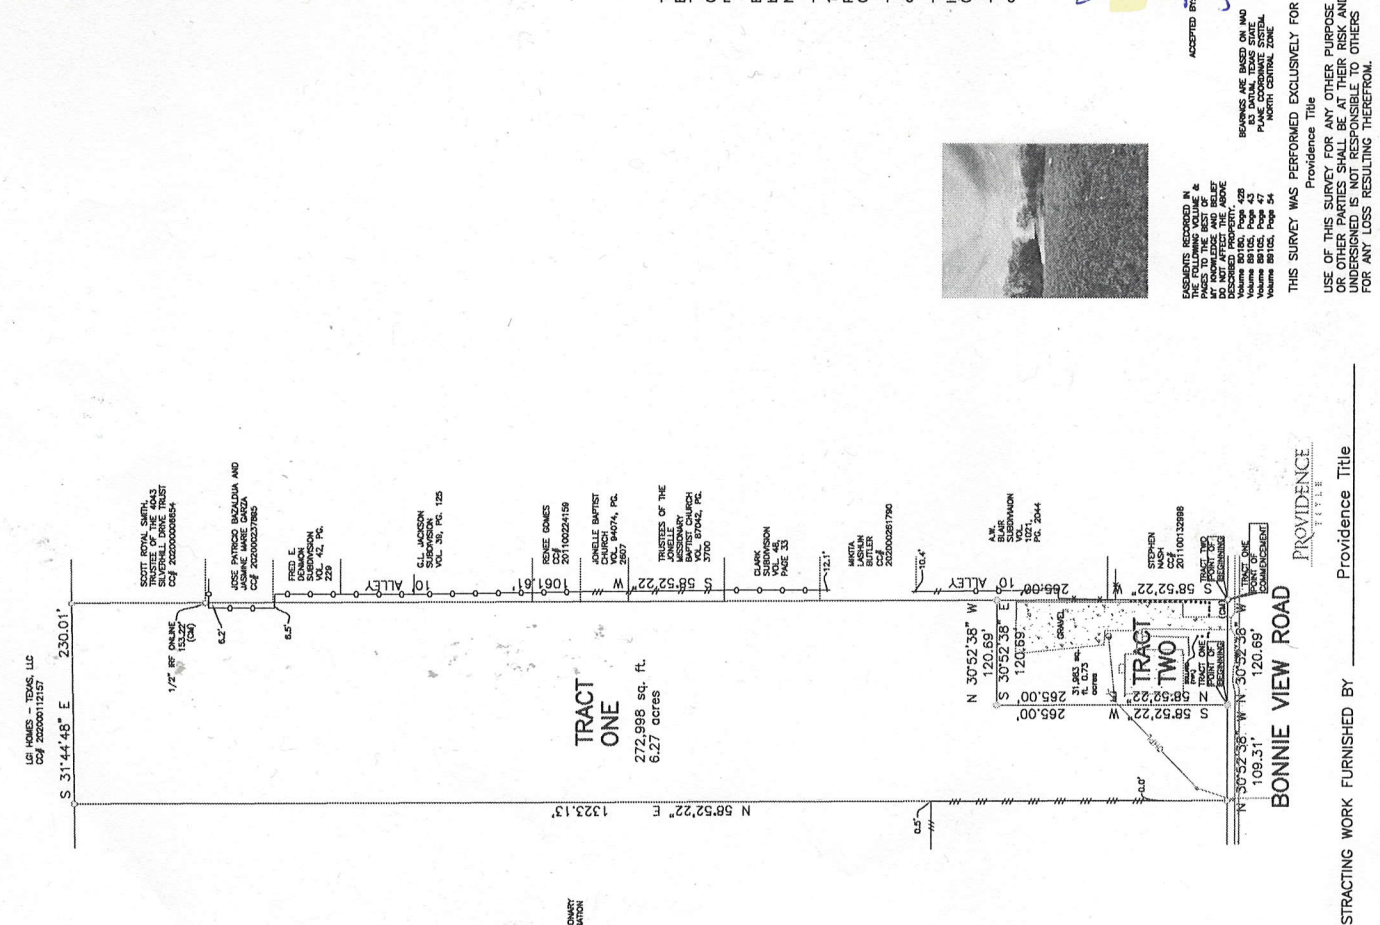 LGI HOMES - TEXAS, LLC
CC# 202000112157
S 31°44'48" E 230.01'
SCOTT ROYAL SMITH,
TRUSTEE OF THE 4043
SILVERHILL DRIVE TRUST
CC# 202000008654
1/2" IRF ONLINE
153.22'
(CM)
JOSE PATRICIO BAZALDUA AND
JASMINE MARIE GARZA
CC# 202000237895
6.2'
FRED E.
DENMON
SUBDIVISION
VOL. 42, PG.
229
6.5'
10' ALLEY
G.L. JACKSON
SUBDIVISION
VOL. 39, PG. 125
RENEE GOMES
CC#
201100224159
JONELLE BAPTIST
CHURCH
VOL. 94074, PG.
2607
TRUSTEES OF THE
JONELLE
MISSIONARY
BAPTIST CHURCH
VOL. 87042, PG.
3700
S 58°52'22" W 1061.61'
CLARK
SUBDIVISION
VOL. 48,
PAGE 33
12.1'
MIKITA
LASHUN
BUTLER
CC#
202000261790
10.4'
10' ALLEY
A.W.
BLAIR
SUBDIVAION
VOL.
1021,
PG. 2044
STEPHEN
NASH
CC#
201100132998
TRACT
ONE
272,998 sq. ft.
6.27 acres
N 58°52'22" E 1323.13'
0.5'
0.0'
N 30°52'38" W
120.69'
S 30°52'38" E
120.69'
GRAVEL
31,983 sq.
ft. 0.73
acres
TRACT
TWO
265.00'
S 58°52'22" W
N 58°52'22" E
265.00'
S 58°52'22" W
265.00'
TRACT TWO
POINT OF
BEGINNING
TRACT ONE
POINT OF
BEGINNING
(CM)
TRACT ONE
POINT OF
COMMENCEMENT
N 30°52'38" W
109.31'
N 30°52'38" W
120.69'
BONNIE VIEW ROAD
PROVIDENCE
TITLE
STRACTING WORK FURNISHED BY Providence Title
EASEMENTS RECORDED IN
THE FOLLOWING VOLUME &
PAGES TO THE BEST OF
MY KNOWLEDGE AND BELIEF
DO NOT AFFECT THE ABOVE
DESCRIBED PROPERTY.
Volume 80180, Page 428
Volume 89105, Page 43
Volume 89105, Page 47
Volume 89105, Page 54
ACCEPTED BY:
BEARINGS ARE BASED ON NAD
83 DATUM, TEXAS STATE
PLANE COORDINATE SYSTEM,
NORTH CENTRAL ZONE
THIS SURVEY WAS PERFORMED EXCLUSIVELY FOR
Providence Title
USE OF THIS SURVEY FOR ANY OTHER PURPOSE
OR OTHER PARTIES SHALL BE AT THEIR RISK AND
UNDERSIGNED IS NOT RESPONSIBLE TO OTHERS
FOR ANY LOSS RESULTING THEREFROM.